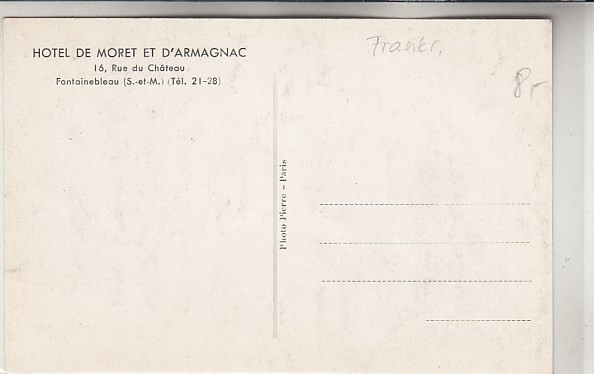 HOTEL DE MORET ET D'ARMAGNAC
16, Rue du Château
Fontainebleau (S.-et-M.) (Tél. 21-28)
Frankr.
8,-
Photo Pierre - Paris